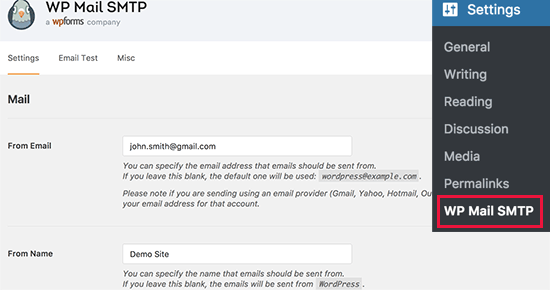 WP Mail SMTP
a wpforms company
Settings Email Test Misc
Mail
From Email
john.smith@gmail.com
You can specify the email address that emails should be sent from.
If you leave this blank, the default one will be used: wordpress@example.com.
Please note if you are sending using an email provider (Gmail, Yahoo, Hotmail,
your email address for that account.
From Name
Demo Site
You can specify the name that emails should be sent from.
If you leave this blank, the emails will be sent from WordPress.
Settings
General
Writing
Reading
Discussion
Media
Permalinks
WP Mail SMTP